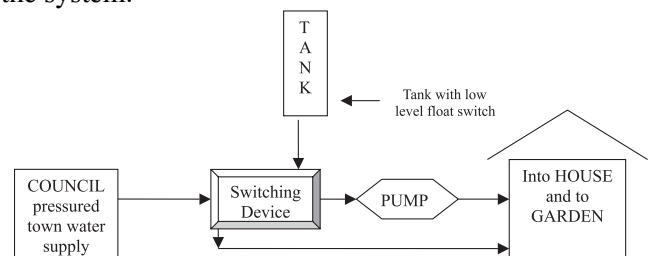 the system.
T
A
N
K
Tank with low
level float switch
COUNCIL
pressured
town water
supply
Switching
Device
PUMP
Into HOUSE
and to
GARDEN